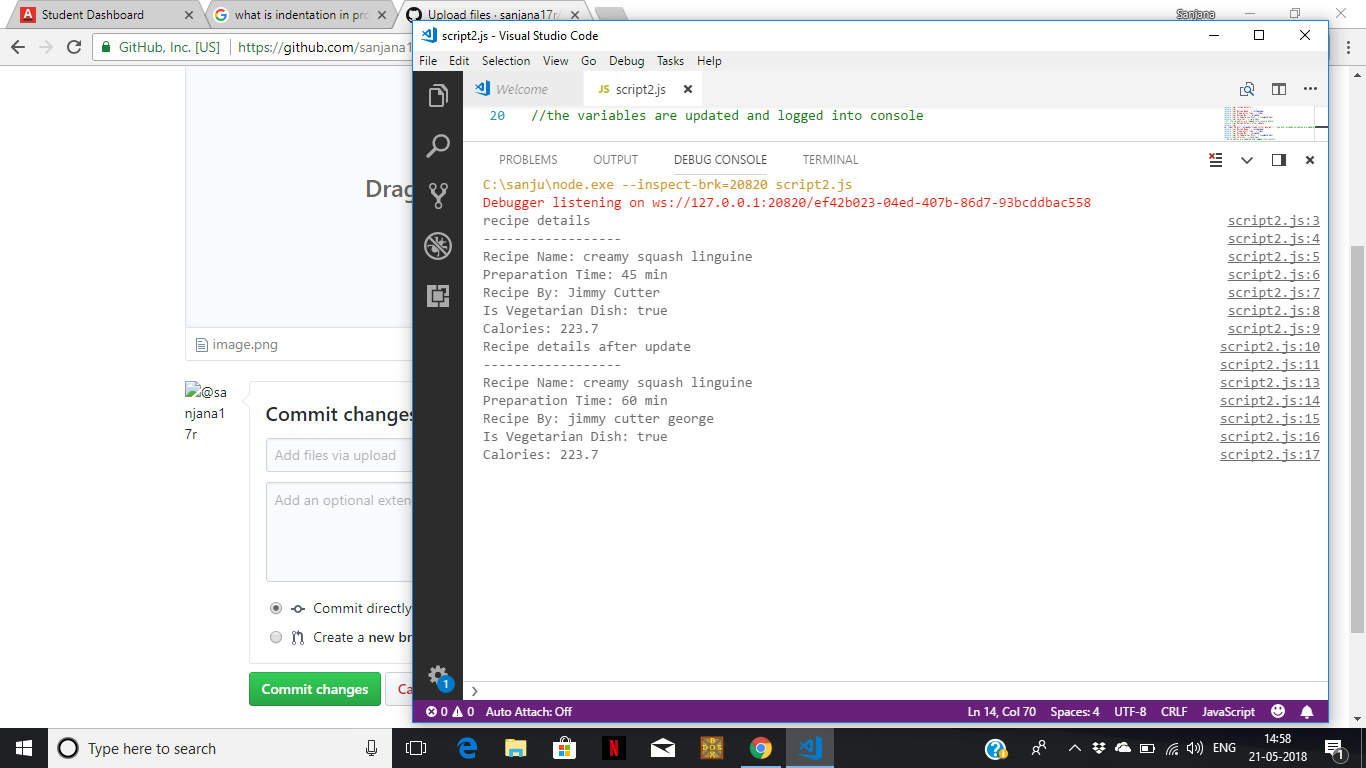 Student Dashboard
what is indentation in pro
Upload files · sanjana17r/
Sanjana
GitHub, Inc. [US]
https://github.com/sanjana1
Drag
image.png
@sa
njana1
7r
Commit changes
Add files via upload
Add an optional exten
Commit directly
Create a new br
Commit changes
Ca
script2.js - Visual Studio Code
File Edit Selection View Go Debug Tasks Help
Welcome
JS script2.js
20 //the variables are updated and logged into console
PROBLEMS OUTPUT DEBUG CONSOLE TERMINAL
C:\sanju\node.exe --inspect-brk=20820 script2.js
Debugger listening on ws://127.0.0.1:20820/ef42b023-04ed-407b-86d7-93bcddbac558
recipe details script2.js:3
------------------ script2.js:4
Recipe Name: creamy squash linguine script2.js:5
Preparation Time: 45 min script2.js:6
Recipe By: Jimmy Cutter script2.js:7
Is Vegetarian Dish: true script2.js:8
Calories: 223.7 script2.js:9
Recipe details after update script2.js:10
------------------ script2.js:11
Recipe Name: creamy squash linguine script2.js:13
Preparation Time: 60 min script2.js:14
Recipe By: jimmy cutter george script2.js:15
Is Vegetarian Dish: true script2.js:16
Calories: 223.7 script2.js:17
1
0 0 Auto Attach: Off
Ln 14, Col 70 Spaces: 4 UTF-8 CRLF JavaScript
Type here to search
DOS
ENG
14:58
21-05-2018
1